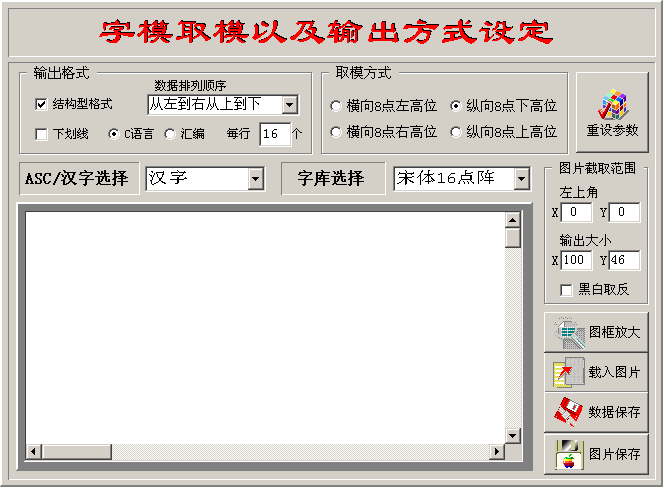 字模取模以及输出方式设定
输出格式
数据排列顺序
结构型格式
从左到右从上到下
下划线
C语言
汇编
每行
16
个
取模方式
横向8点左高位
纵向8点下高位
横向8点右高位
纵向8点上高位
重设参数
ASC/汉字选择
汉字
字库选择
宋体16点阵
图片截取范围
左上角
X 0 Y 0
输出大小
X 100 Y 46
黑白取反
图框放大
载入图片
数据保存
图片保存